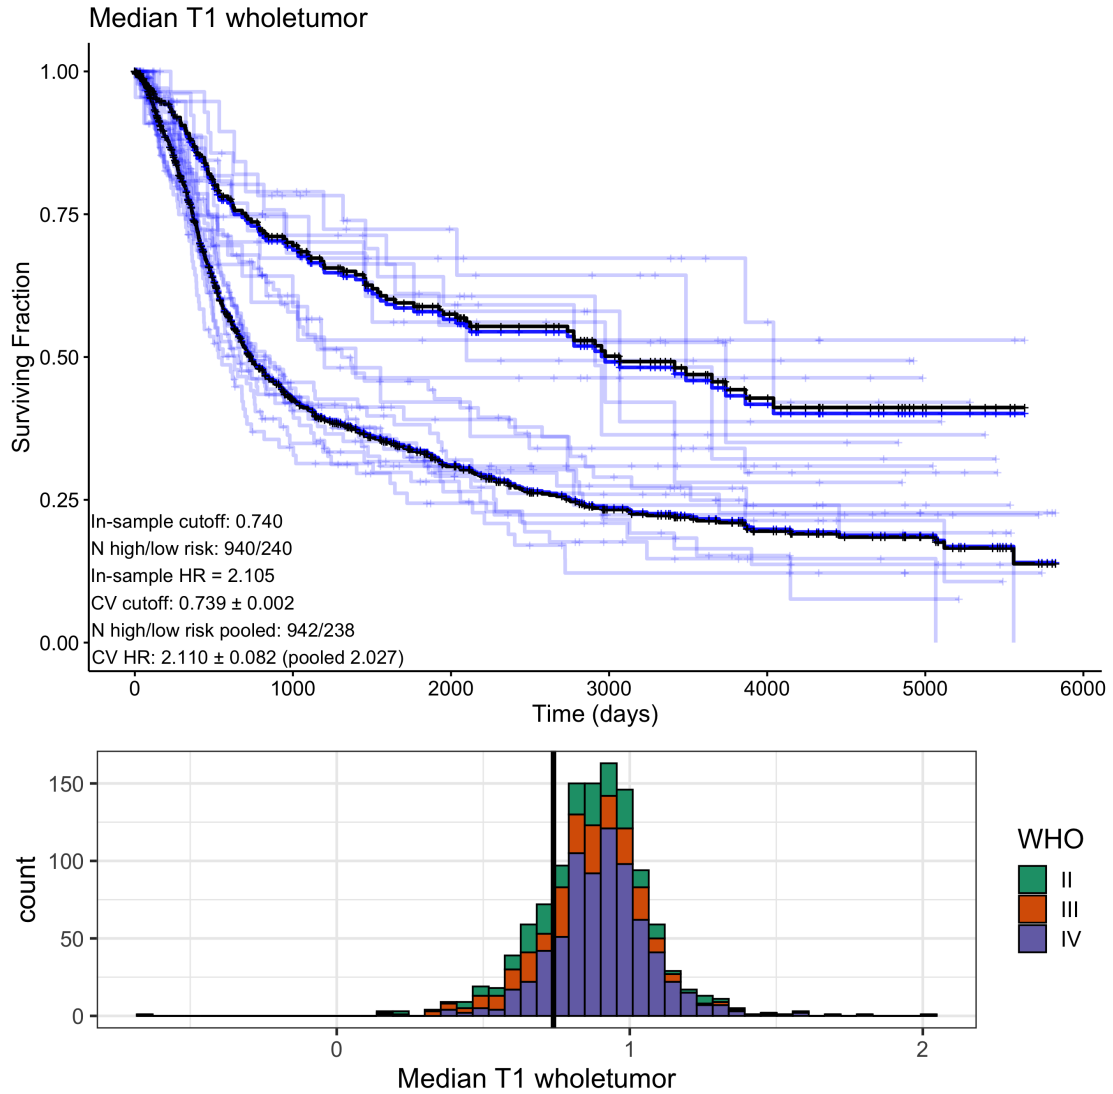 Median T1 wholetumor
1.00
0.75
0.50
0.25
0.00
Surviving Fraction
In-sample cutoff: 0.740
N high/low risk: 940/240
In-sample HR = 2.105
CV cutoff: 0.739 ± 0.002
N high/low risk pooled: 942/238
CV HR: 2.110 ± 0.082 (pooled 2.027)
0 1000 2000 3000 4000 5000 6000
Time (days)
150
100
50
0
count
0 1 2
Median T1 wholetumor
WHO
II
III
IV